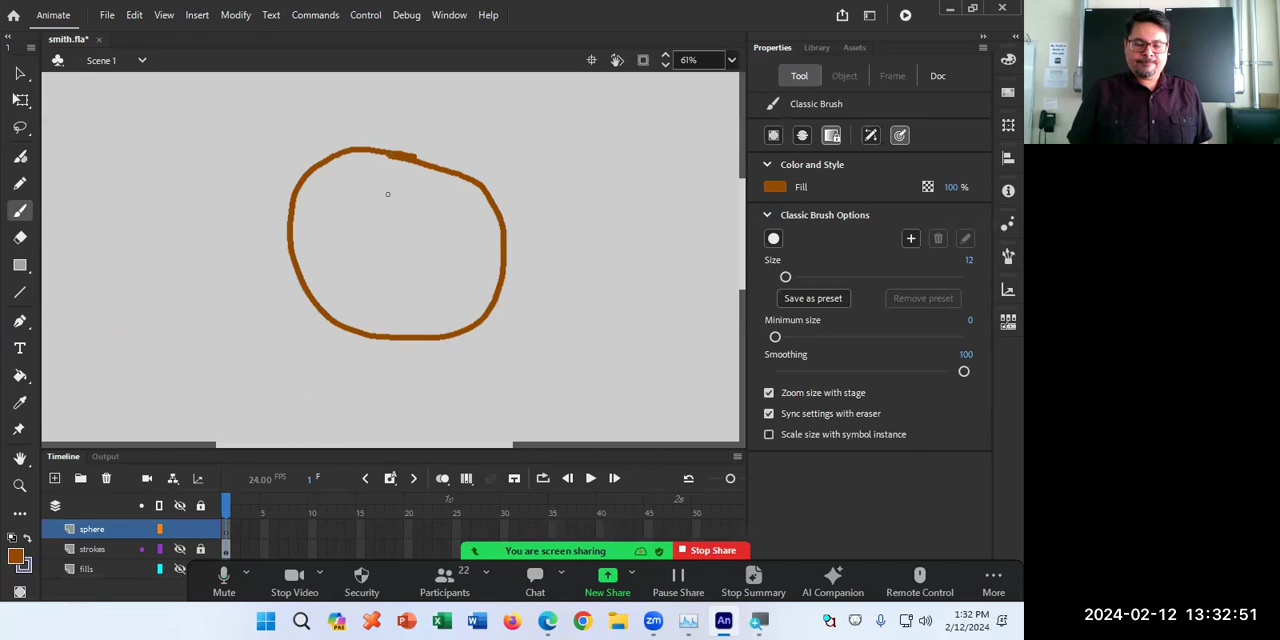 Animate File Edit View Insert Modify Text Commands Control Debug Window Help
smith.fla* ×
1
Scene 1
61%
Properties Library Assets
Tool Object Frame Doc
Classic Brush
Color and Style
Fill 100 %
Classic Brush Options
Size 12
Save as preset Remove preset
Minimum size 0
Smoothing 100
Zoom size with stage
Sync settings with eraser
Scale size with symbol instance
Timeline Output
24.00 FPS 1 F
1s 2s
5 10 15 20 25 30 35 40 45 50
sphere
strokes
fills
You are screen sharing Stop Share
22
Mute Stop Video Security Participants Chat New Share Pause Share Stop Summary AI Companion Remote Control More
1:32 PM
2/12/2024
2024-02-12 13:32:51